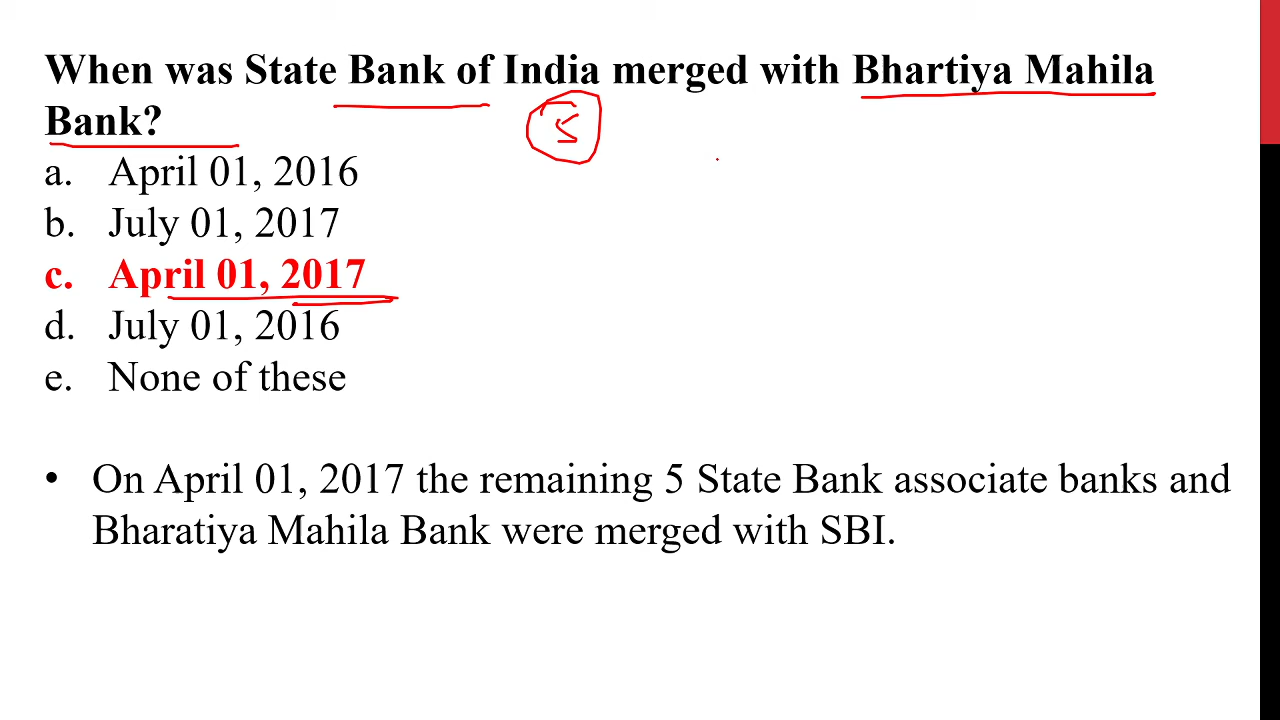 When was State Bank of India merged with Bhartiya Mahila
Bank?
5
a. April 01, 2016
b. July 01, 2017
c. April 01, 2017
d. July 01, 2016
e. None of these
• On April 01, 2017 the remaining 5 State Bank associate banks and
Bharatiya Mahila Bank were merged with SBI.